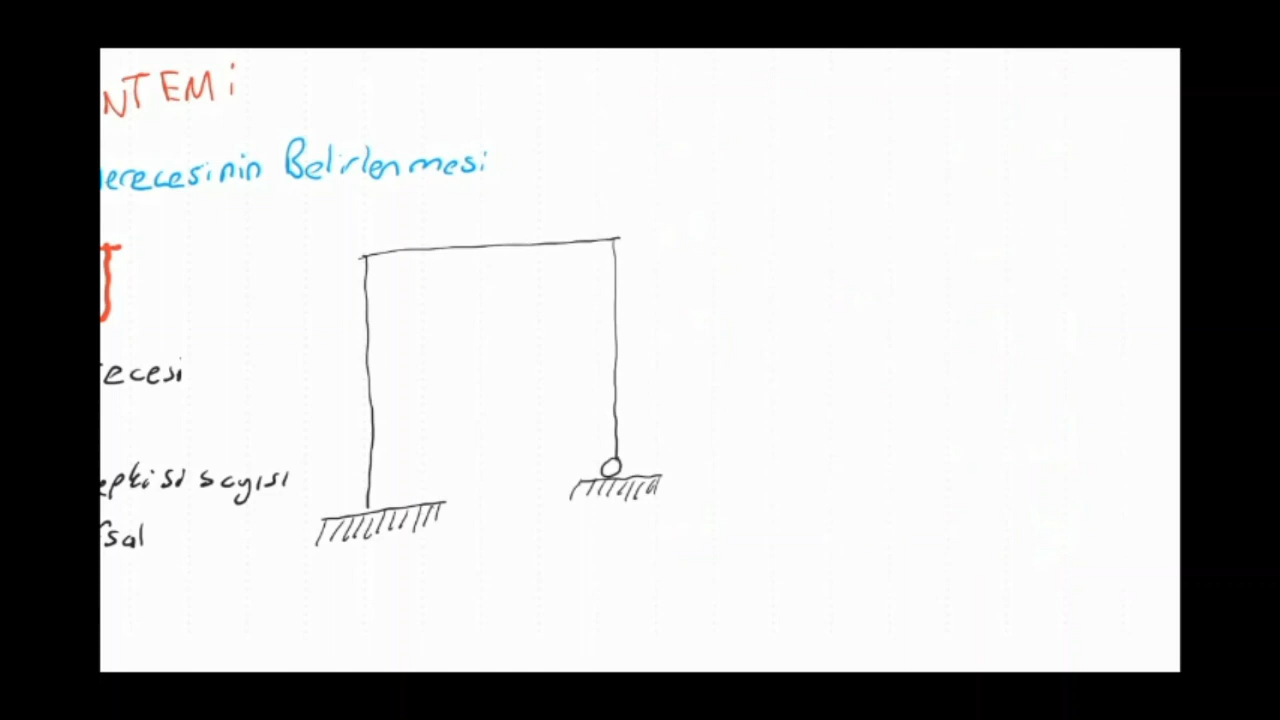 NTEMİ
erecesinin Belirlenmesi
ecesi
epkisi sayısı
sal